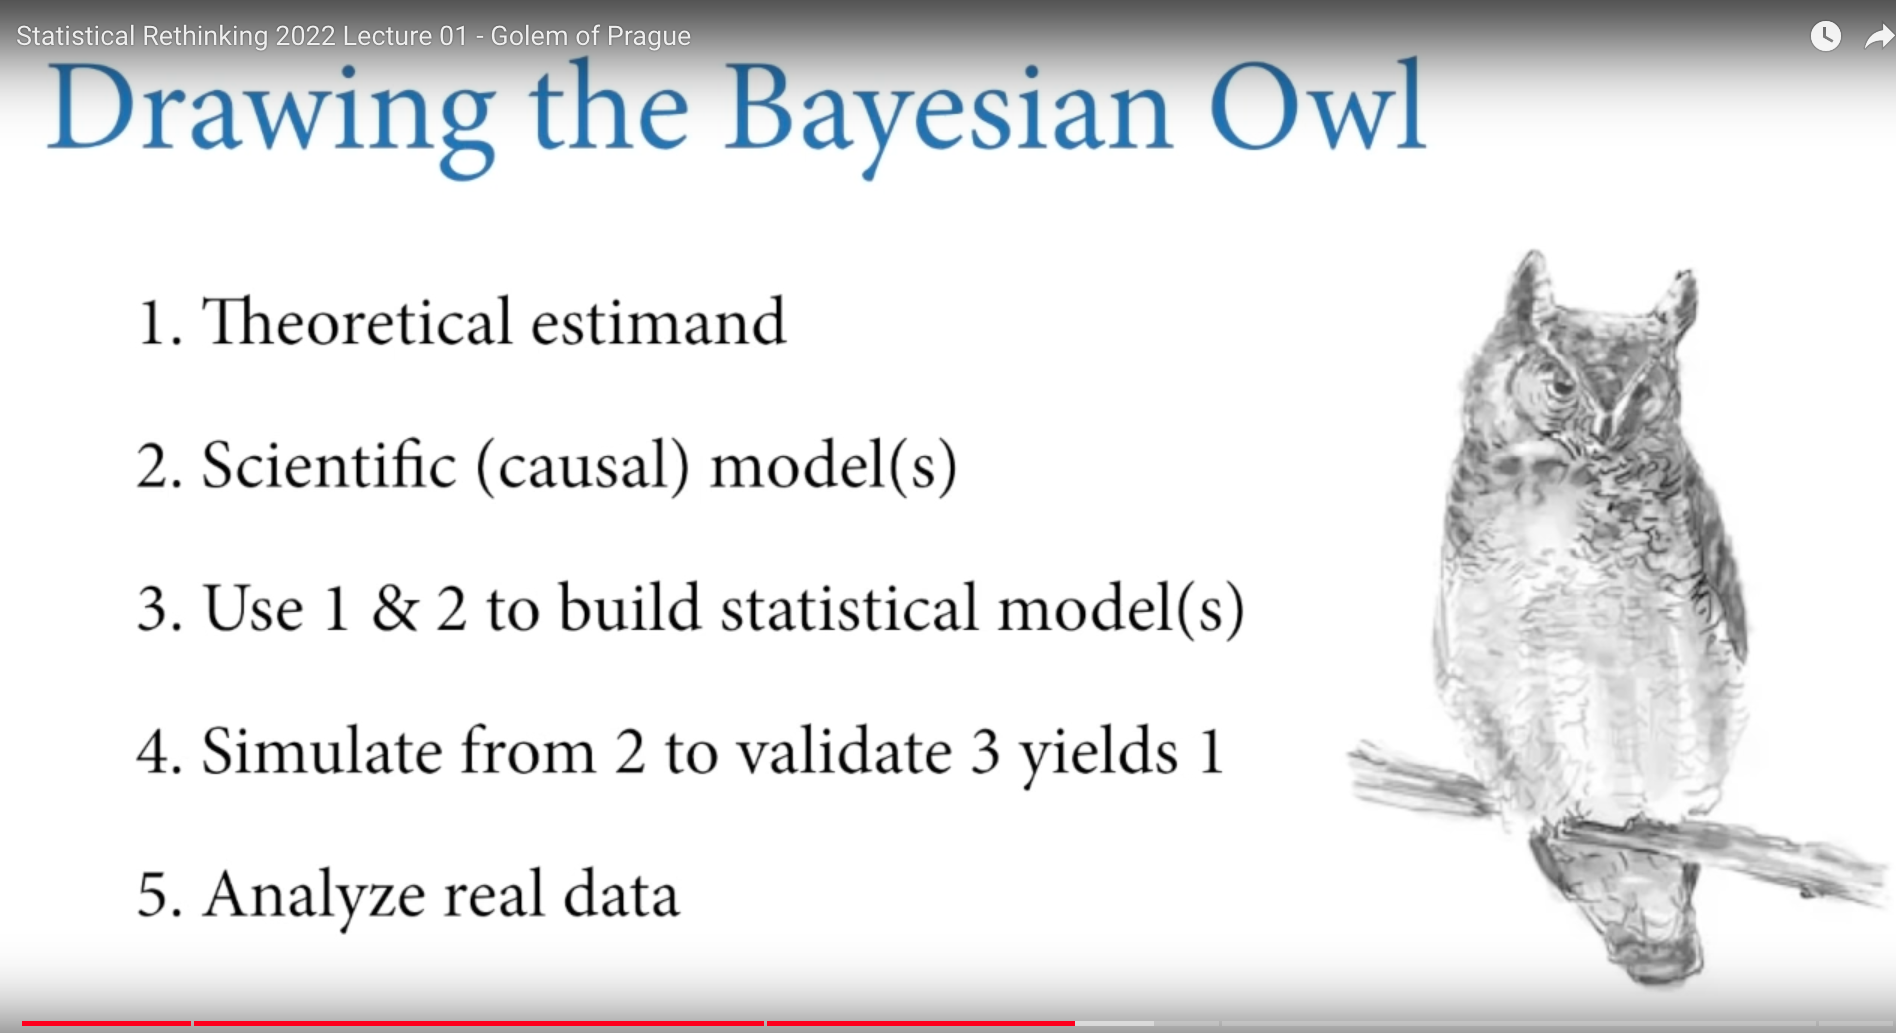 Statistical Rethinking 2022 Lecture 01 - Golem of Prague
Drawing the Bayesian Owl
1. Theoretical estimand
2. Scientific (causal) model(s)
3. Use 1 & 2 to build statistical model(s)
4. Simulate from 2 to validate 3 yields 1
5. Analyze real data